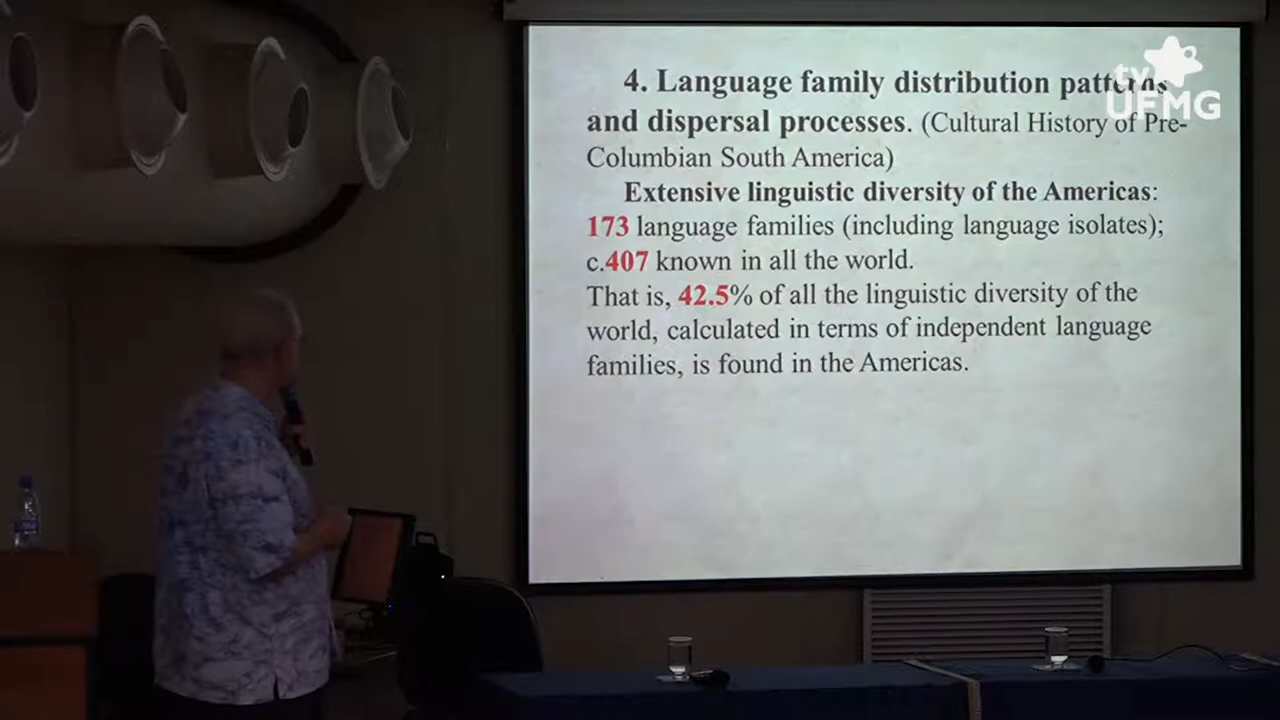 4. Language family distribution patterns
and dispersal processes. (Cultural History of Pre-
Columbian South America)
Extensive linguistic diversity of the Americas:
173 language families (including language isolates);
c.407 known in all the world.
That is, 42.5% of all the linguistic diversity of the
world, calculated in terms of independent language
families, is found in the Americas.
tv
UFMG